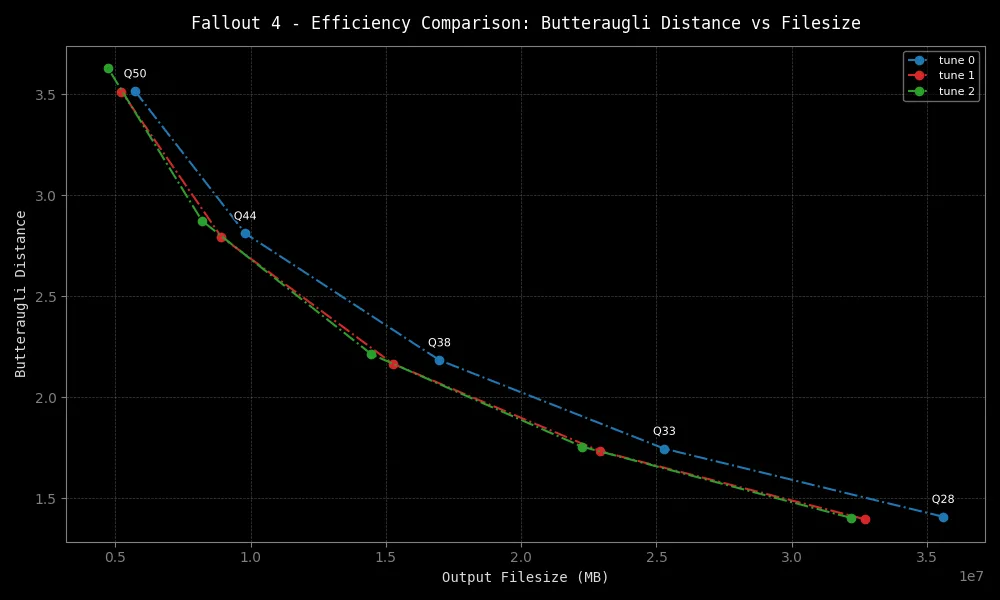 Fallout 4 - Efficiency Comparison: Butteraugli Distance vs Filesize
tune 0
tune 1
tune 2
Q50
Q44
Q38
Q33
Q28
3.5
3.0
2.5
2.0
1.5
Butteraugli Distance
0.5 1.0 1.5 2.0 2.5 3.0 3.5
1e7
Output Filesize (MB)